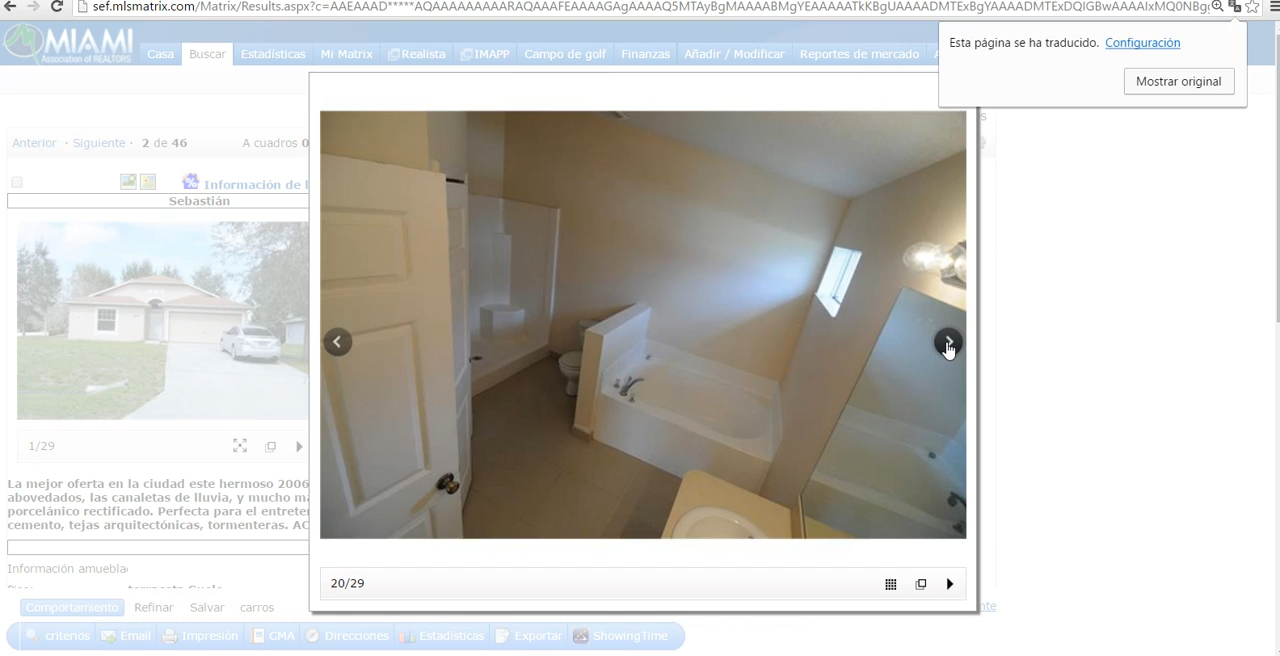 sef.mlsmatrix.com/Matrix/Results.aspx?c=AAEAAAD*****AQAAAAAAAAARAQAAAFEAAAAGAgAAAAQ5MTAyBgMAAAABMgYEAAAAATkKBgUAAAADMTExBgYAAAADMTExDQIGBwAAAAIxMQ0NBg
Esta página se ha traducido. Configuración
Mostrar original
MIAMI
Association of REALTORS
Casa Buscar Estadísticas Mi Matrix Realista IMAPP Campo de golf Finanzas Añadir / Modificar Reportes de mercado
Anterior · Siguiente · 2 de 46 A cuadros
Información de
Sebastián
1/29
La mejor oferta en la ciudad este hermoso 2006
abovedados, las canaletas de lluvia, y mucho
porcelánico rectificado. Perfecta para el
cemento, tejas arquitectónicas, tormenteras.
Información
20/29
Comportamiento Refinar Salvar carros
criterios Email Impresión CMA Direcciones Estadísticas Exportar ShowingTime